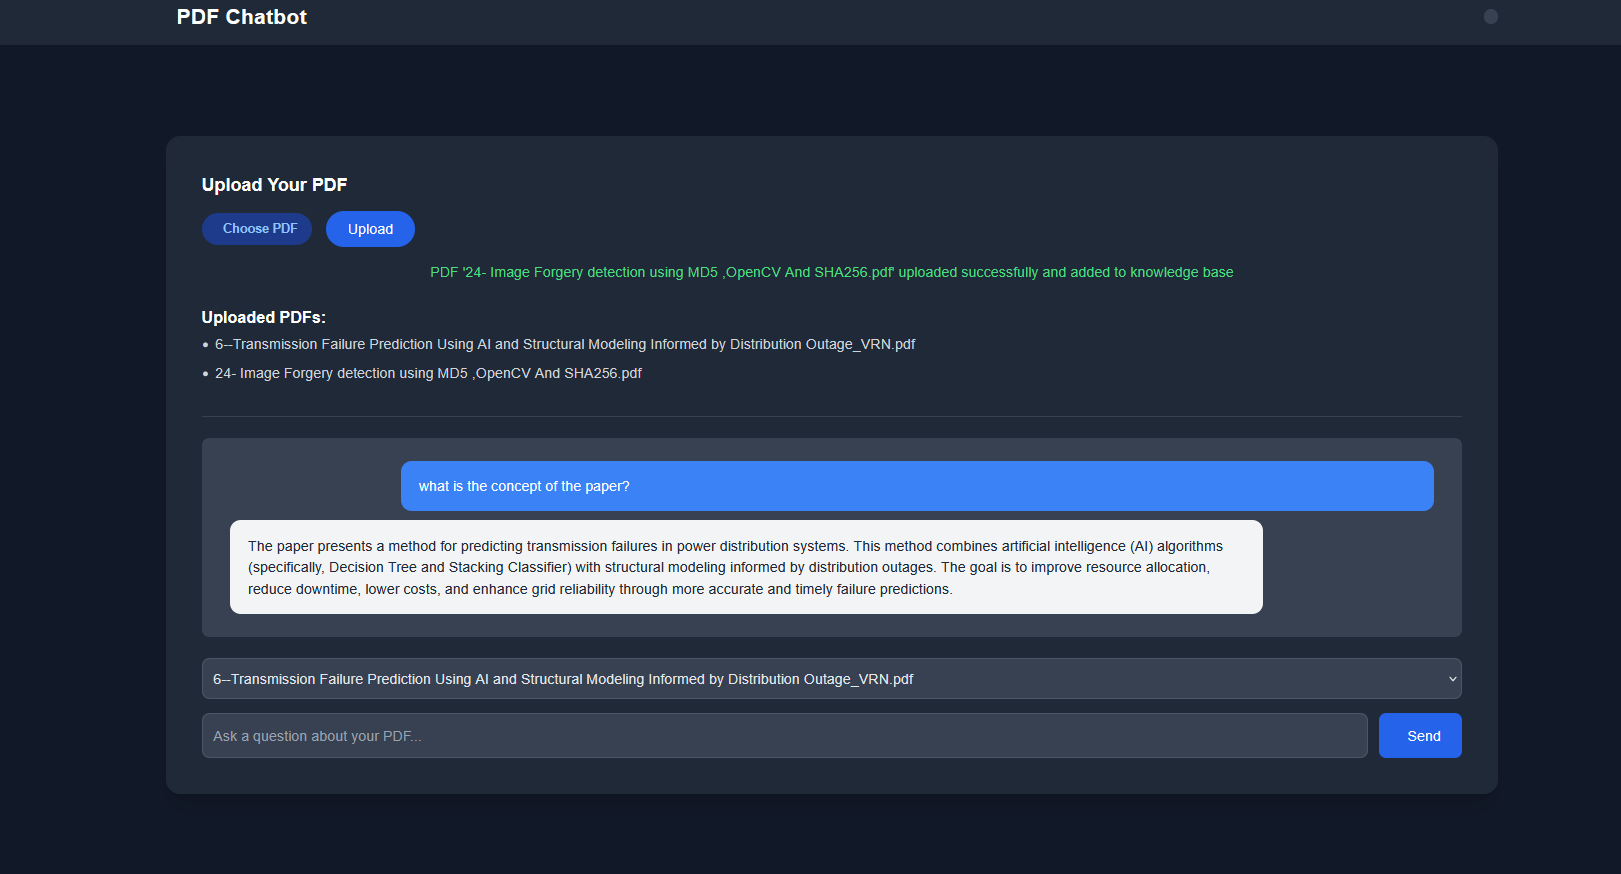 PDF Chatbot
Upload Your PDF
Choose PDF
Upload
PDF '24- Image Forgery detection using MD5 ,OpenCV And SHA256.pdf' uploaded successfully and added to knowledge base
Uploaded PDFs:
• 6--Transmission Failure Prediction Using AI and Structural Modeling Informed by Distribution Outage_VRN.pdf
• 24- Image Forgery detection using MD5 ,OpenCV And SHA256.pdf
what is the concept of the paper?
The paper presents a method for predicting transmission failures in power distribution systems. This method combines artificial intelligence (AI) algorithms
(specifically, Decision Tree and Stacking Classifier) with structural modeling informed by distribution outages. The goal is to improve resource allocation,
reduce downtime, lower costs, and enhance grid reliability through more accurate and timely failure predictions.
6--Transmission Failure Prediction Using AI and Structural Modeling Informed by Distribution Outage_VRN.pdf
Ask a question about your PDF...
Send